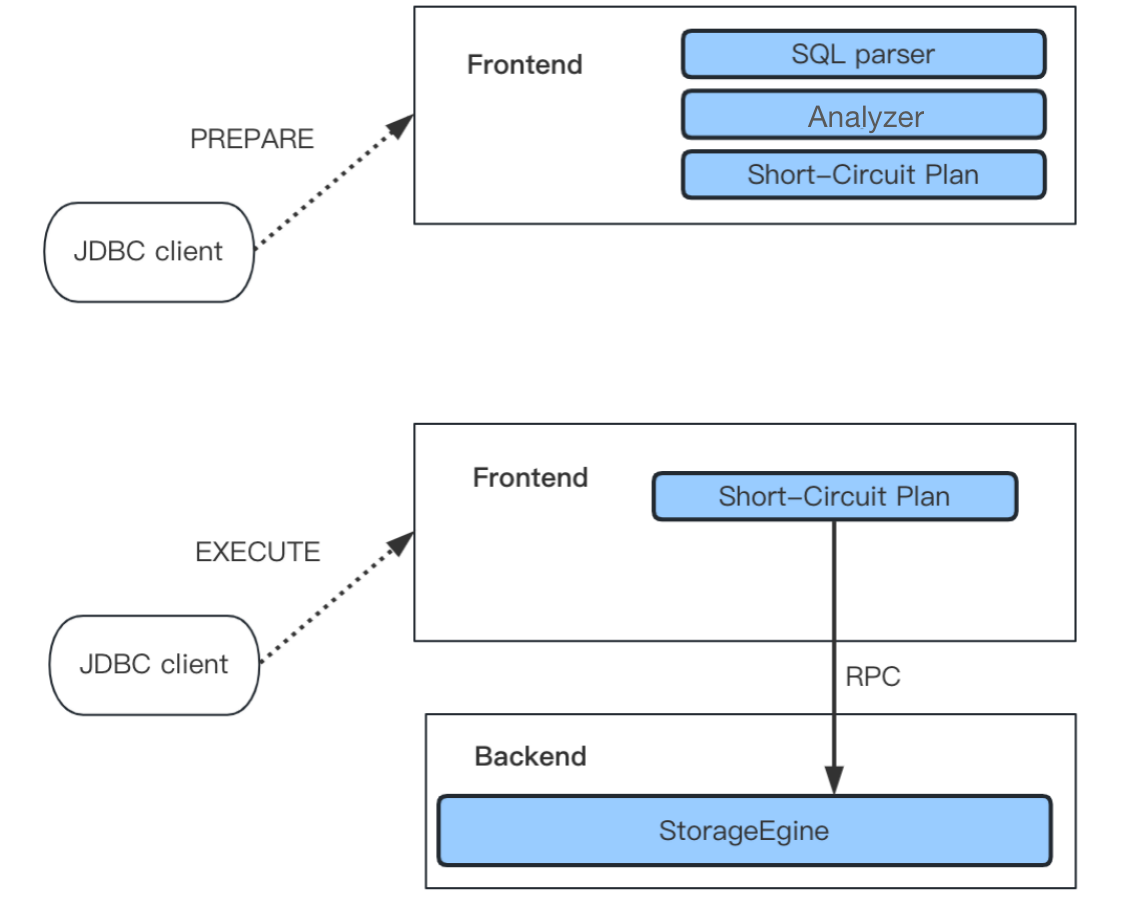 Frontend
SQL parser
Analyzer
Short–Circuit Plan
PREPARE
JDBC client
Frontend
Short–Circuit Plan
EXECUTE
JDBC client
RPC
Backend
StorageEgine